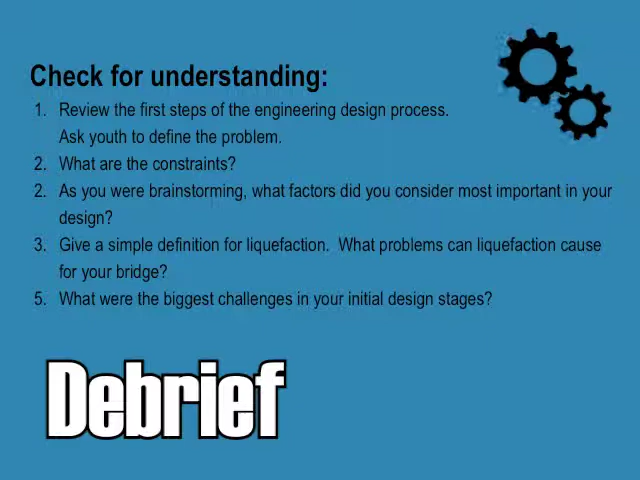 Check for understanding:
1. Review the first steps of the engineering design process.
Ask youth to define the problem.
2. What are the constraints?
2. As you were brainstorming, what factors did you consider most important in your
design?
3. Give a simple definition for liquefaction.  What problems can liquefaction cause
for your bridge?
5. What were the biggest challenges in your initial design stages?
Debrief